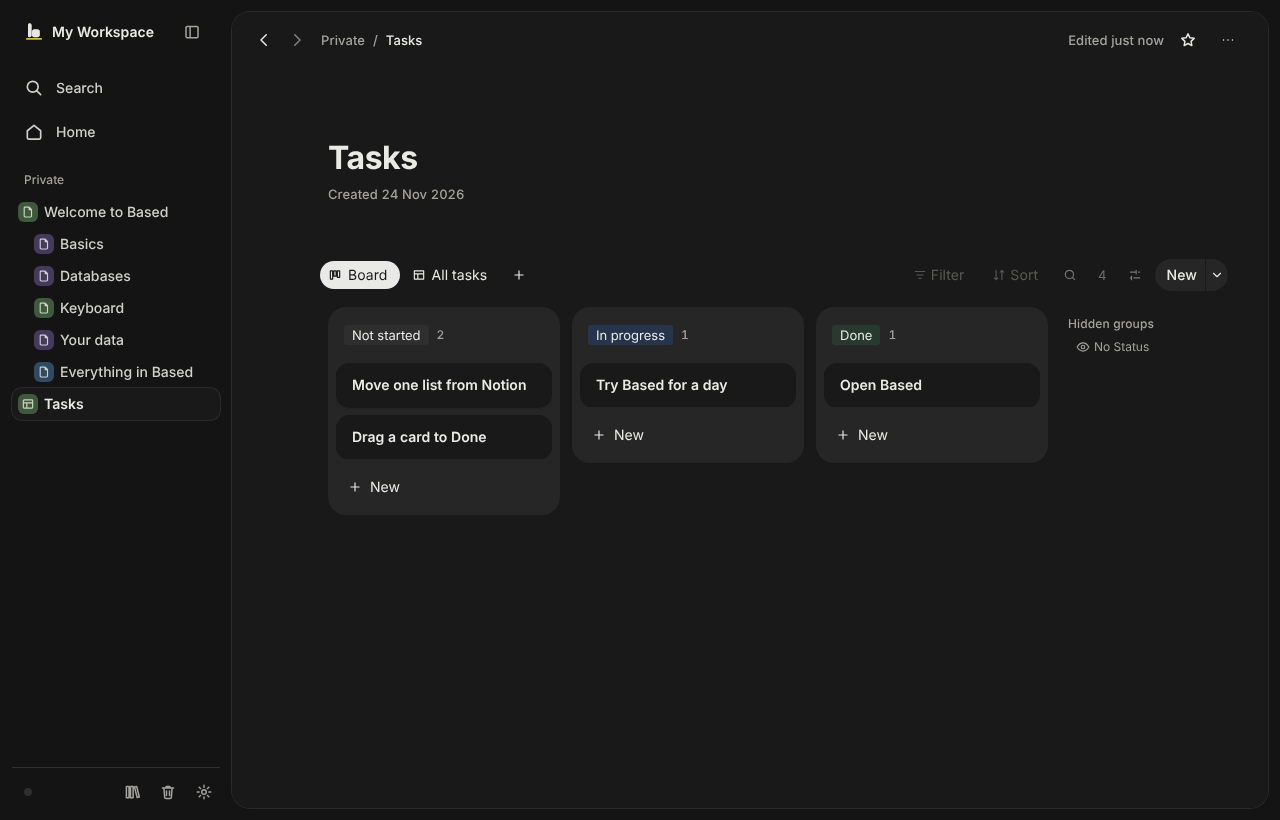 My Workspace
Search
Home
Private
Welcome to Based
Basics
Databases
Keyboard
Your data
Everything in Based
Tasks
Private / Tasks
Edited just now
Tasks
Created 24 Nov 2026
Board
All tasks
Filter
Sort
4
New
Not started 2
Move one list from Notion
Drag a card to Done
New
In progress 1
Try Based for a day
New
Done 1
Open Based
New
Hidden groups
No Status